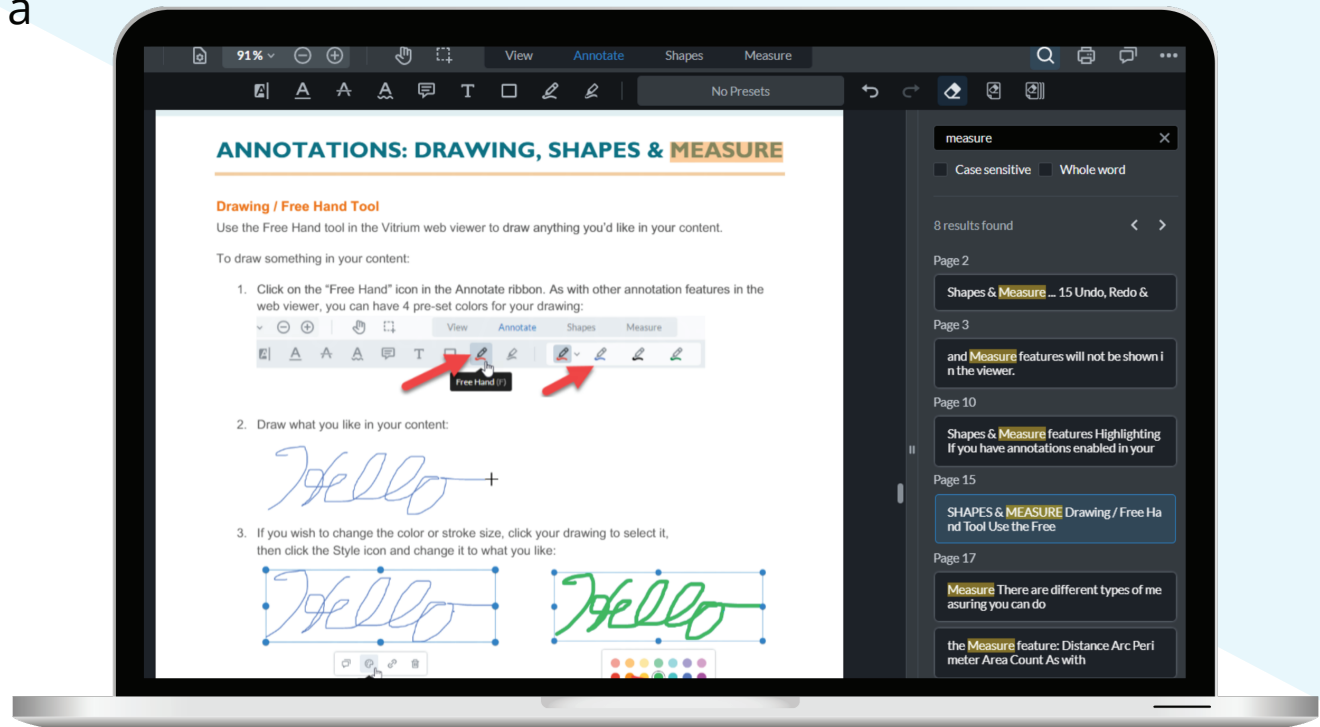 a
91%
View Annotate Shapes Measure
No Presets
ANNOTATIONS: DRAWING, SHAPES & MEASURE
Drawing / Free Hand Tool
Use the Free Hand tool in the Vitrium web viewer to draw anything you'd like in your content.
To draw something in your content:
1. Click on the "Free Hand" icon in the Annotate ribbon. As with other annotation features in the
web viewer, you can have 4 pre-set colors for your drawing:
View Annotate Shapes Measure
T
Free Hand (F)
2. Draw what you like in your content:
Hello
3. If you wish to change the color or stroke size, click your drawing to select it,
then click the Style icon and change it to what you like:
Hello Hello
measure
Case sensitive Whole word
8 results found
Page 2
Shapes & Measure ... 15 Undo, Redo &
Page 3
and Measure features will not be shown i
n the viewer.
Page 10
Shapes & Measure features Highlighting
If you have annotations enabled in your
Page 15
SHAPES & MEASURE Drawing / Free Ha
nd Tool Use the Free
Page 17
Measure There are different types of me
asuring you can do
the Measure feature: Distance Arc Peri
meter Area Count As with